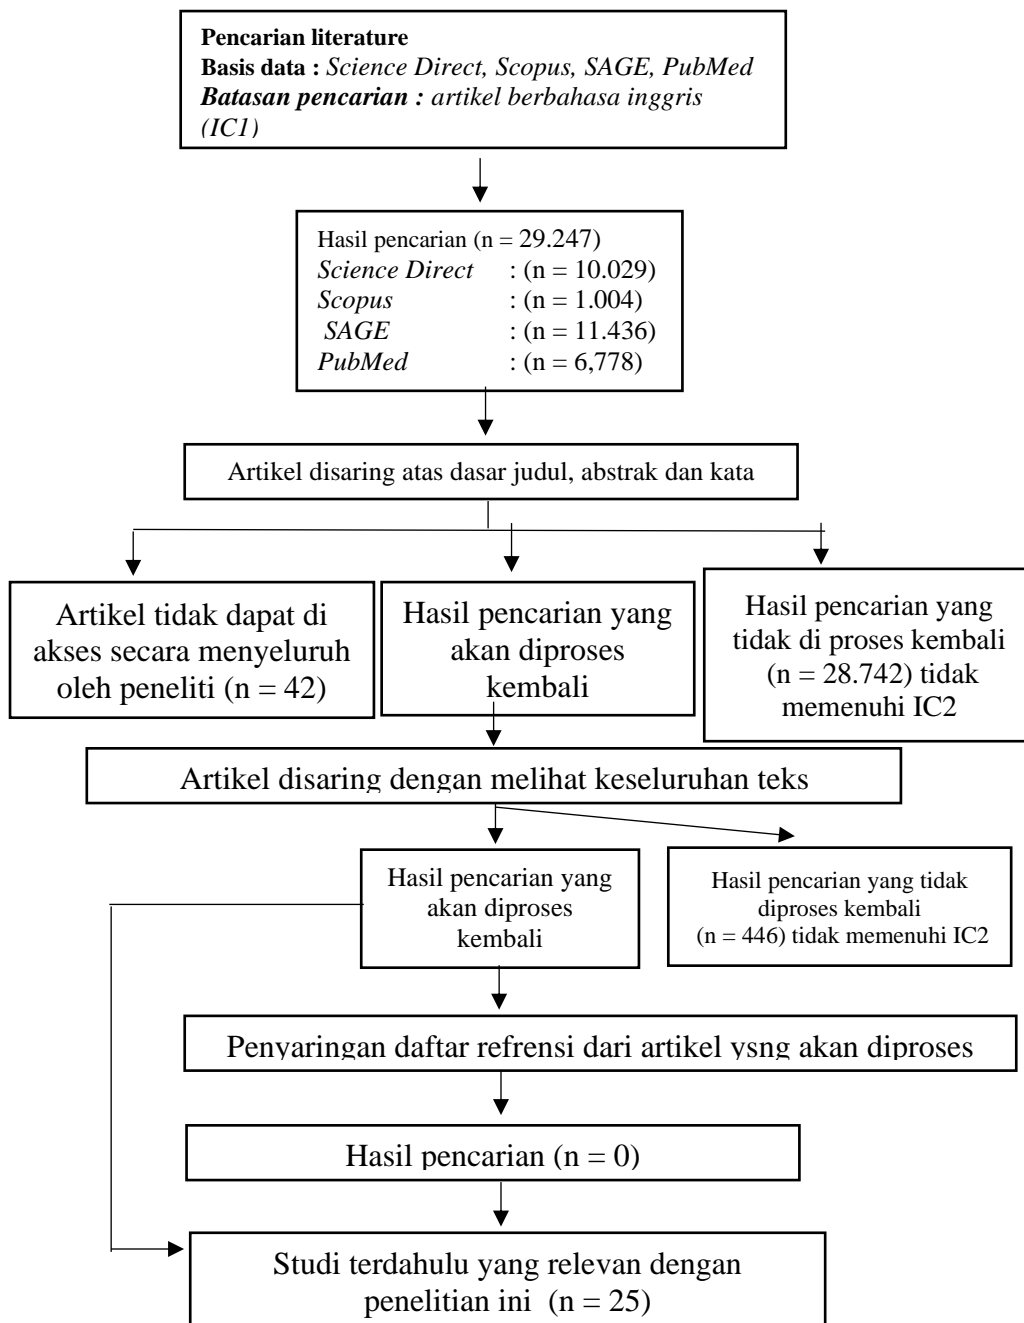 Pencarian literature
Basis data : Science Direct, Scopus, SAGE, PubMed
Batasan pencarian : artikel berbahasa inggris
(IC1)
Hasil pencarian (n = 29.247)
Science Direct : (n = 10.029)
Scopus : (n = 1.004)
SAGE : (n = 11.436)
PubMed : (n = 6,778)
Artikel disaring atas dasar judul, abstrak dan kata
Artikel tidak dapat di
akses secara menyeluruh
oleh peneliti (n = 42)
Hasil pencarian yang
akan diproses
kembali
Hasil pencarian yang
tidak di proses kembali
(n = 28.742) tidak
memenuhi IC2
Artikel disaring dengan melihat keseluruhan teks
Hasil pencarian yang
akan diproses
kembali
Hasil pencarian yang tidak
diproses kembali
(n = 446) tidak memenuhi IC2
Penyaringan daftar refrensi dari artikel ysng akan diproses
Hasil pencarian (n = 0)
Studi terdahulu yang relevan dengan
penelitian ini (n = 25)